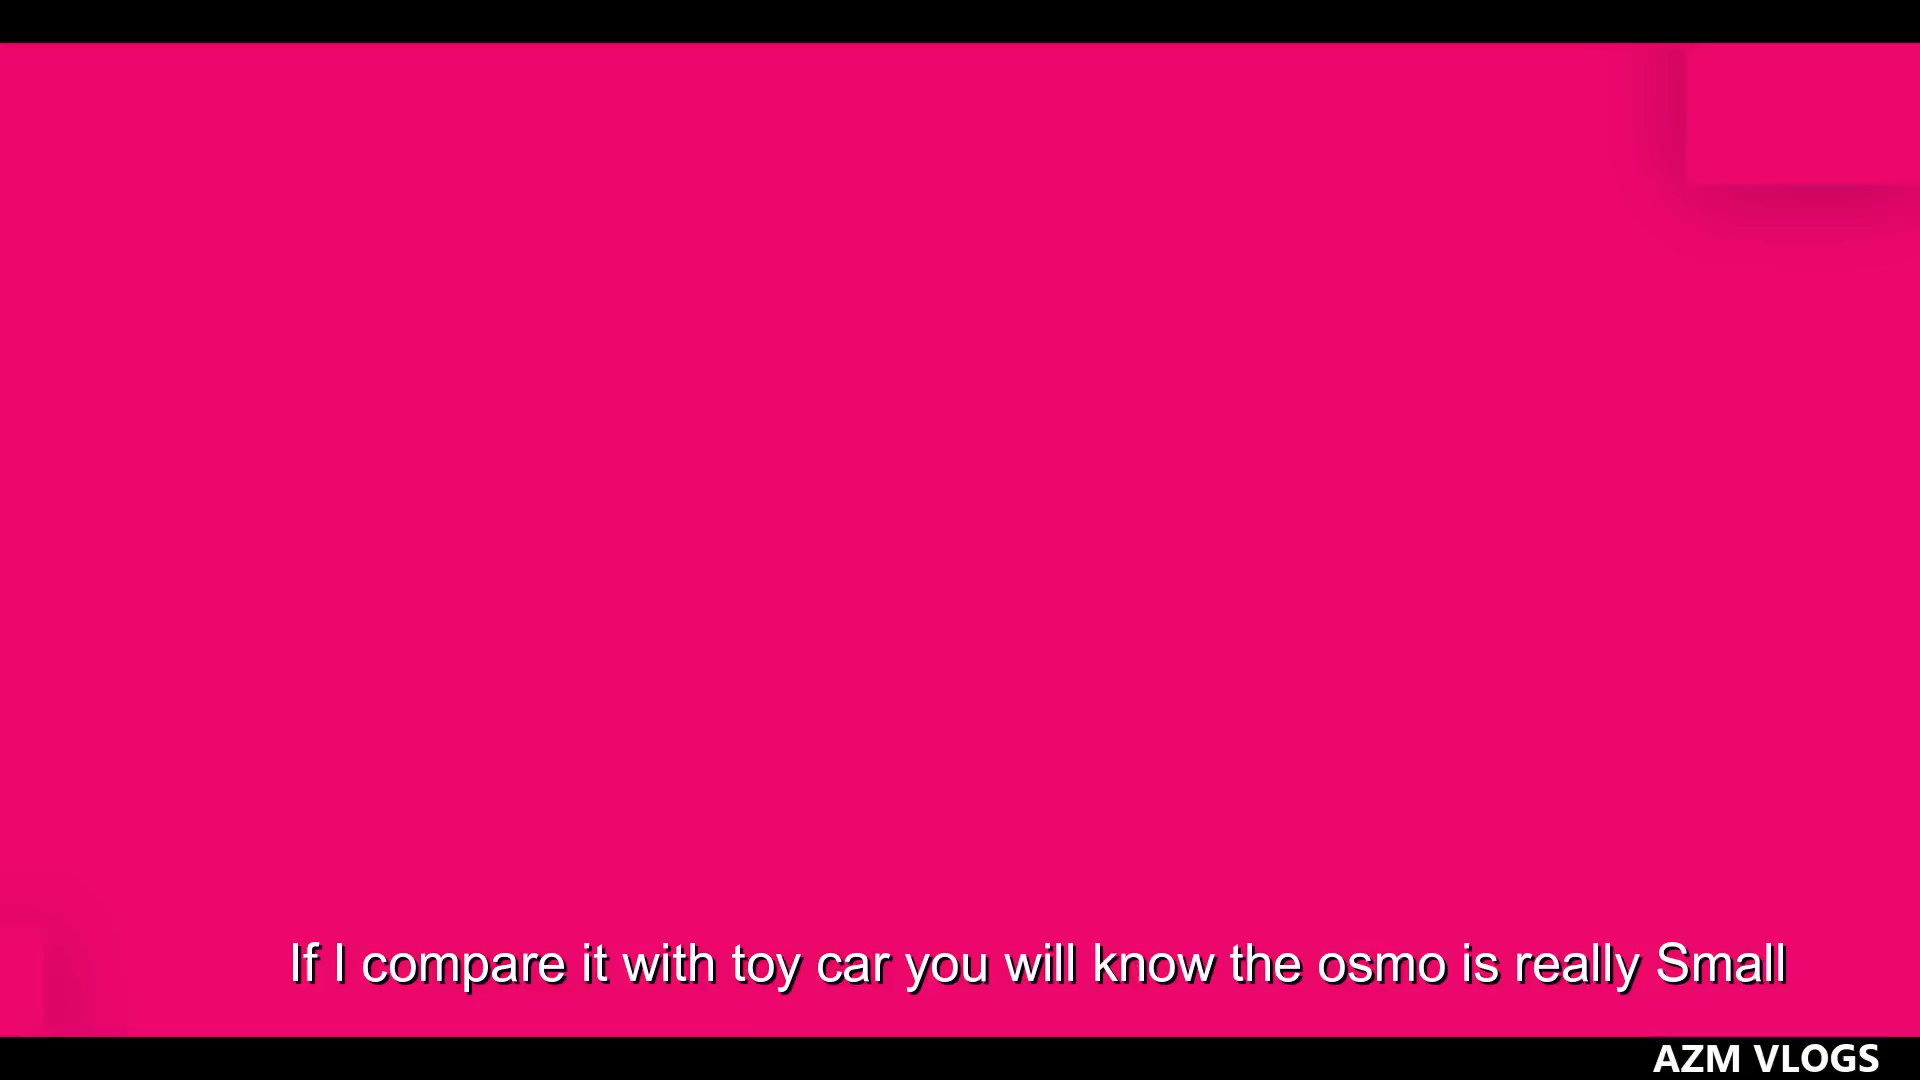 If I compare it with toy car you will know the osmo is really Small
AZM VLOGS